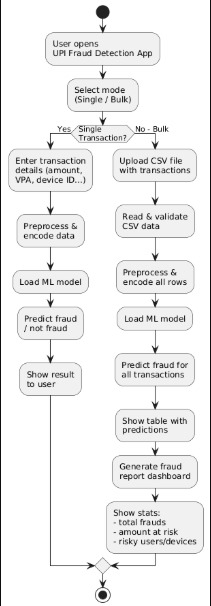 User opens
UPI Fraud Detection App
Select mode
(Single / Bulk)
Yes
Single
Transaction?
No - Bulk
Enter transaction
details (amount,
VPA, device ID...)
Preprocess &
encode data
Load ML model
Predict fraud
/ not fraud
Show result
to user
Upload CSV file
with transactions
Read & validate
CSV data
Preprocess &
encode all rows
Load ML model
Predict fraud for
all transactions
Show table with
predictions
Generate fraud
report dashboard
Show stats:
- total frauds
- amount at risk
- risky users/devices